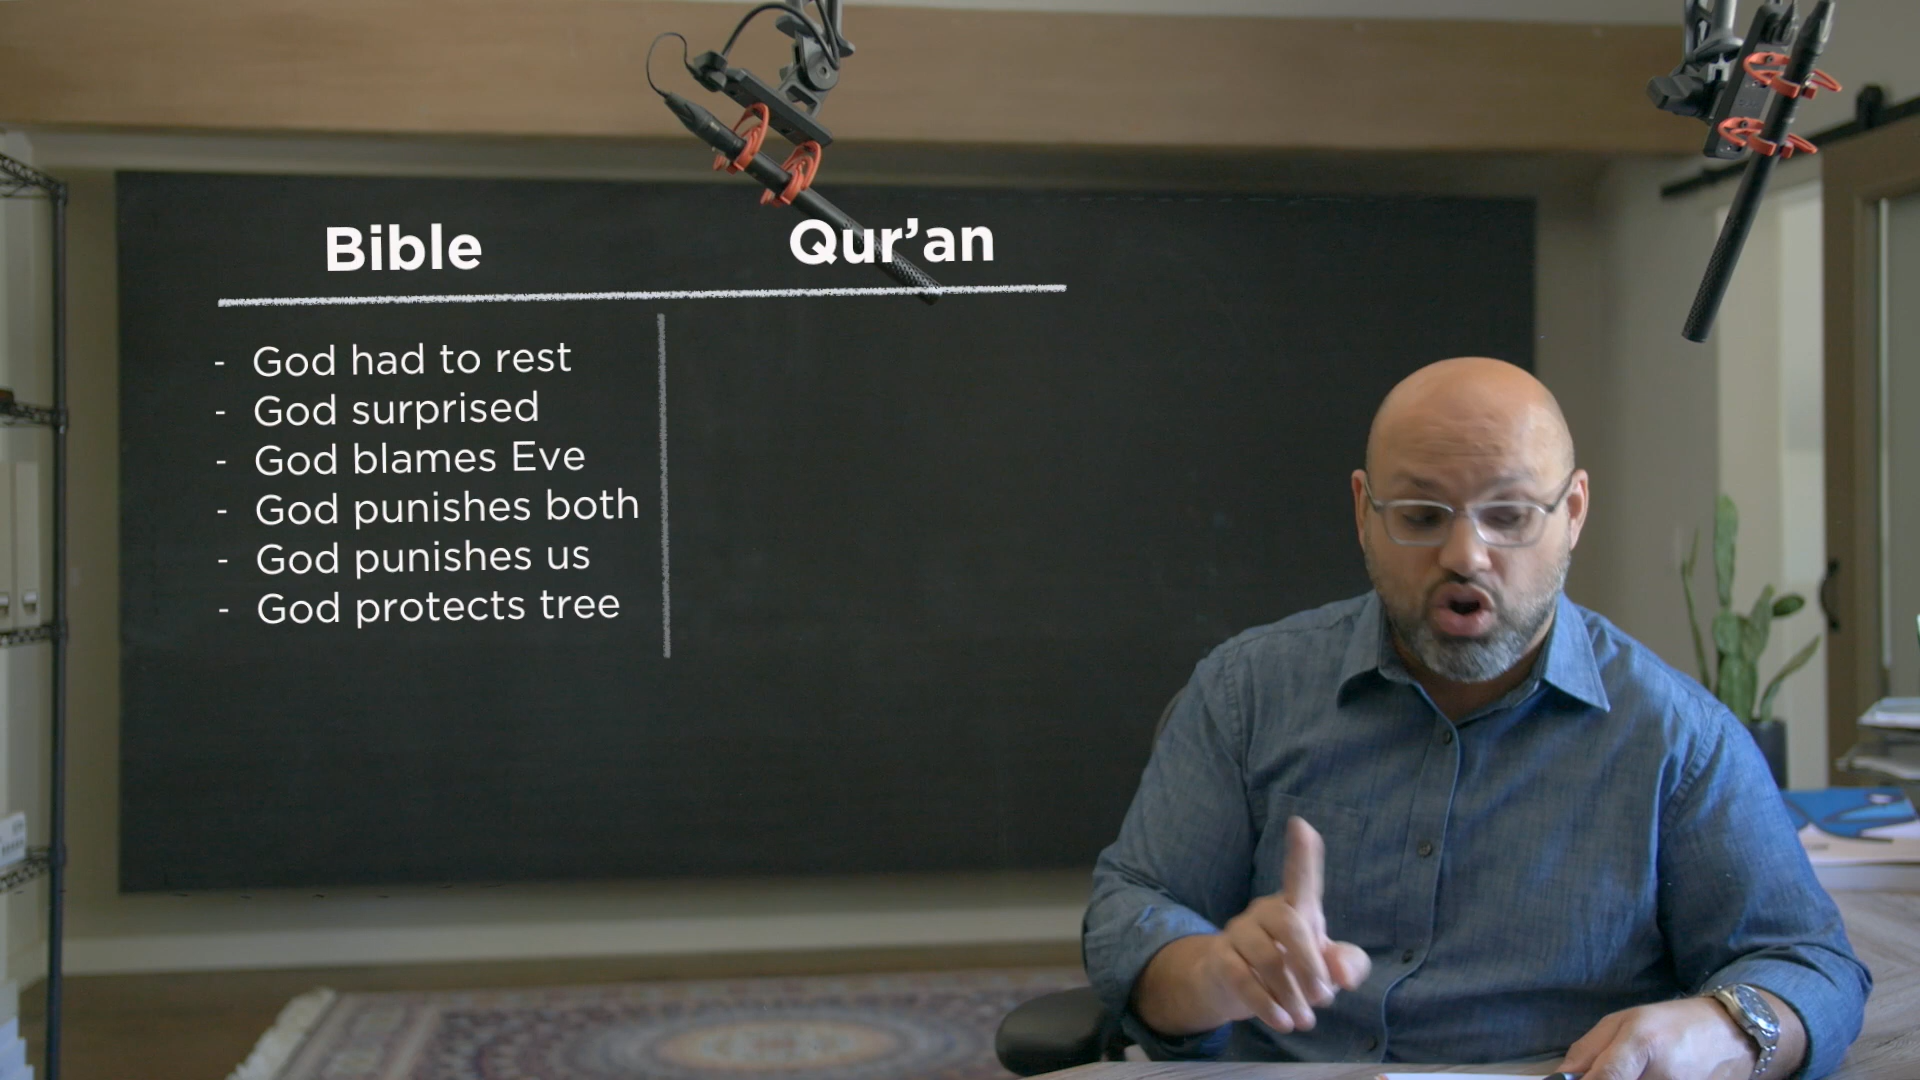 Bible
Qur’an
- God had to rest
- God surprised
- God blames Eve
- God punishes both
- God punishes us
- God protects tree